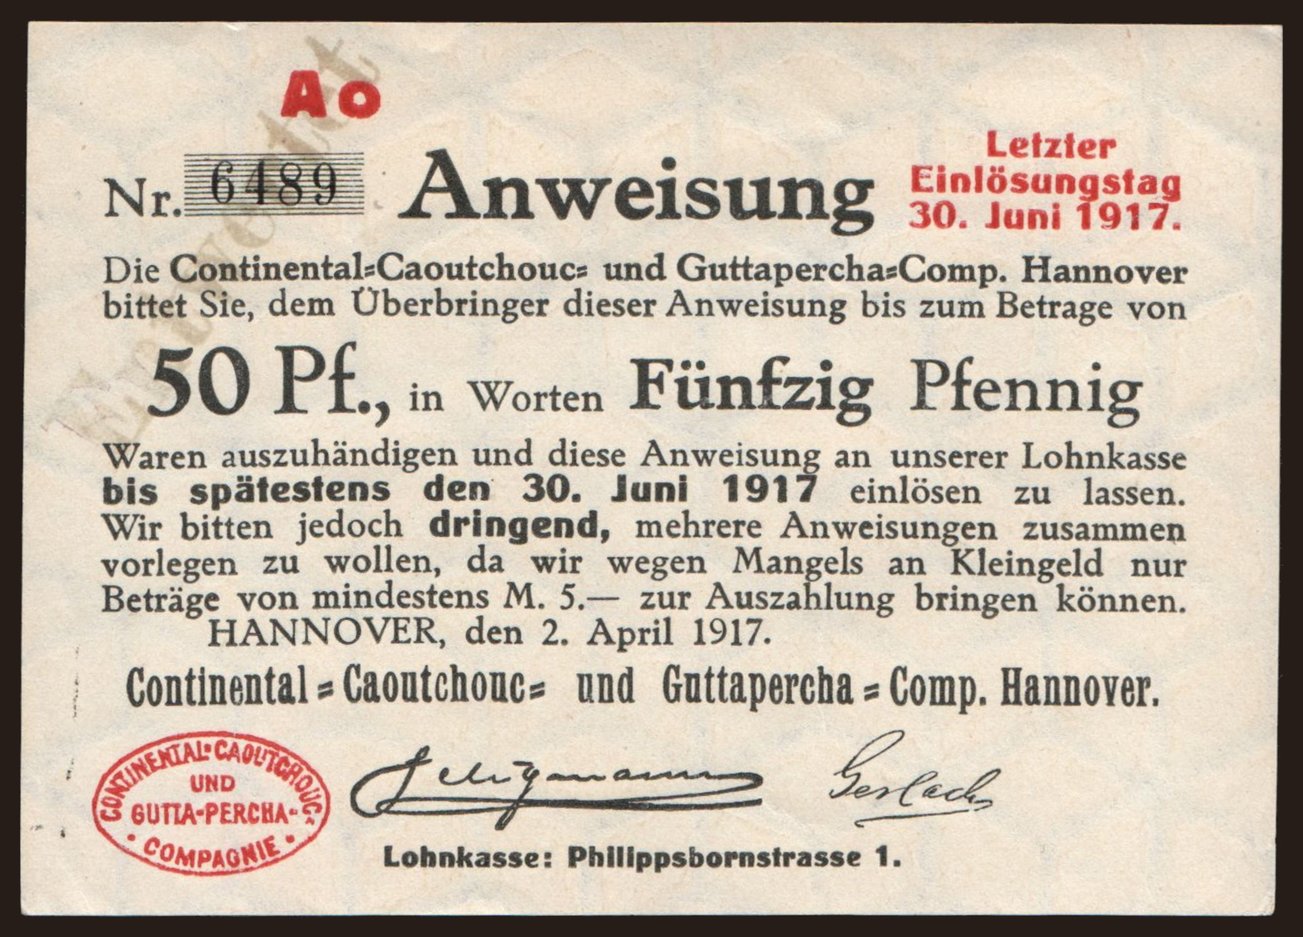 Ao
Nr. 6489
Anweisung
Letzter
Einlösungstag
30. Juni 1917.
Entwertet
Die Continental=Caoutchouc= und Guttapercha=Comp. Hannover
bittet Sie, dem Überbringer dieser Anweisung bis zum Betrage von
50 Pf., in Worten Fünfzig Pfennig
Waren auszuhändigen und diese Anweisung an unserer Lohnkasse
bis spätestens den 30. Juni 1917 einlösen zu lassen.
Wir bitten jedoch dringend, mehrere Anweisungen zusammen
vorlegen zu wollen, da wir wegen Mangels an Kleingeld nur
Beträge von mindestens M. 5.— zur Auszahlung bringen können.
HANNOVER, den 2. April 1917.
Continental=Caoutchouc= und Guttapercha=Comp. Hannover.
CONTINENTAL-CAOUTCHOUC-
UND
GUTTA-PERCHA-
COMPAGNIE
Seligmann
Gerlach
Lohnkasse: Philippsbornstrasse 1.